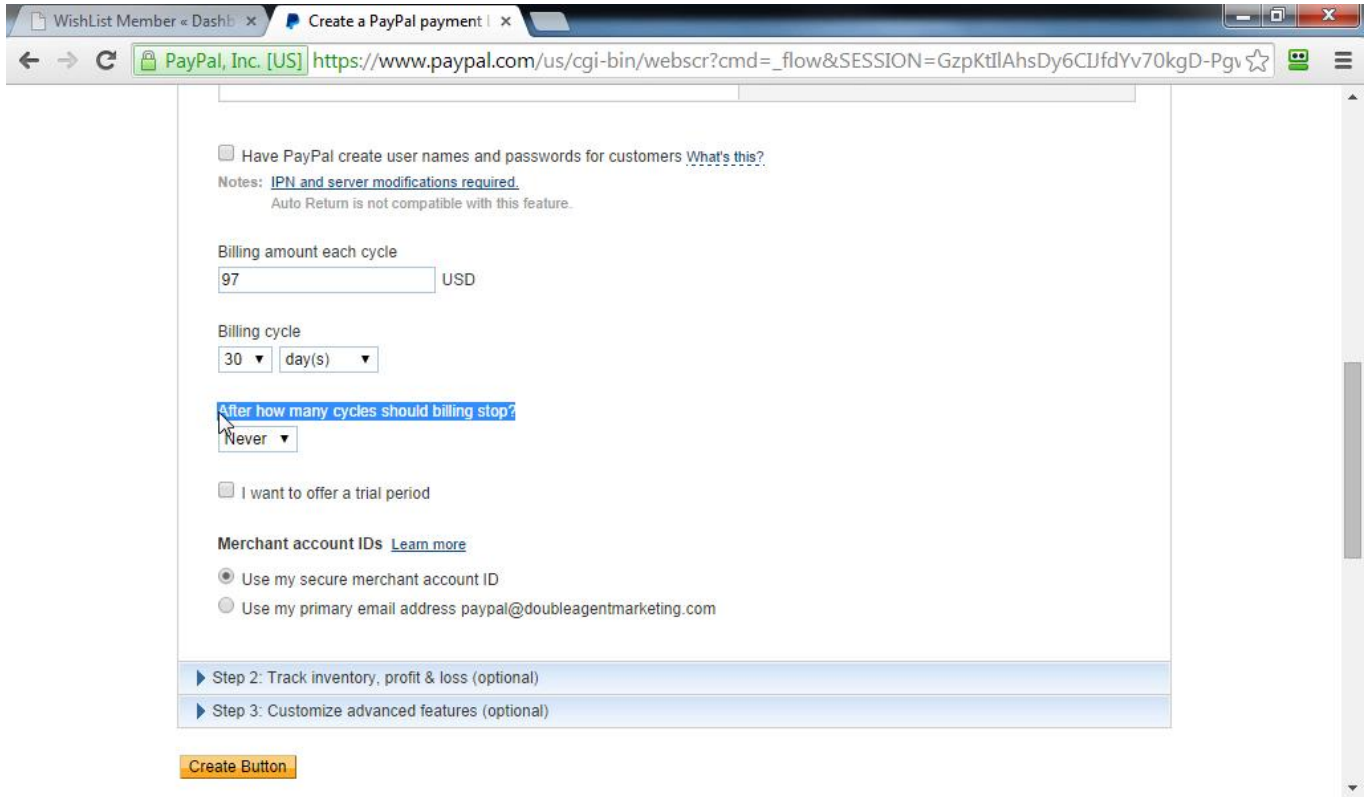 WishList Member « Dashb
Create a PayPal payment
PayPal, Inc. [US] https://www.paypal.com/us/cgi-bin/webscr?cmd=_flow&SESSION=GzpKtIlAhsDy6CIJfdYv70kgD-Pgv
Have PayPal create user names and passwords for customers What's this?
Notes: IPN and server modifications required.
Auto Return is not compatible with this feature.
Billing amount each cycle
97 USD
Billing cycle
30 day(s)
After how many cycles should billing stop?
Never
I want to offer a trial period
Merchant account IDs Learn more
Use my secure merchant account ID
Use my primary email address paypal@doubleagentmarketing.com
Step 2: Track inventory, profit & loss (optional)
Step 3: Customize advanced features (optional)
Create Button